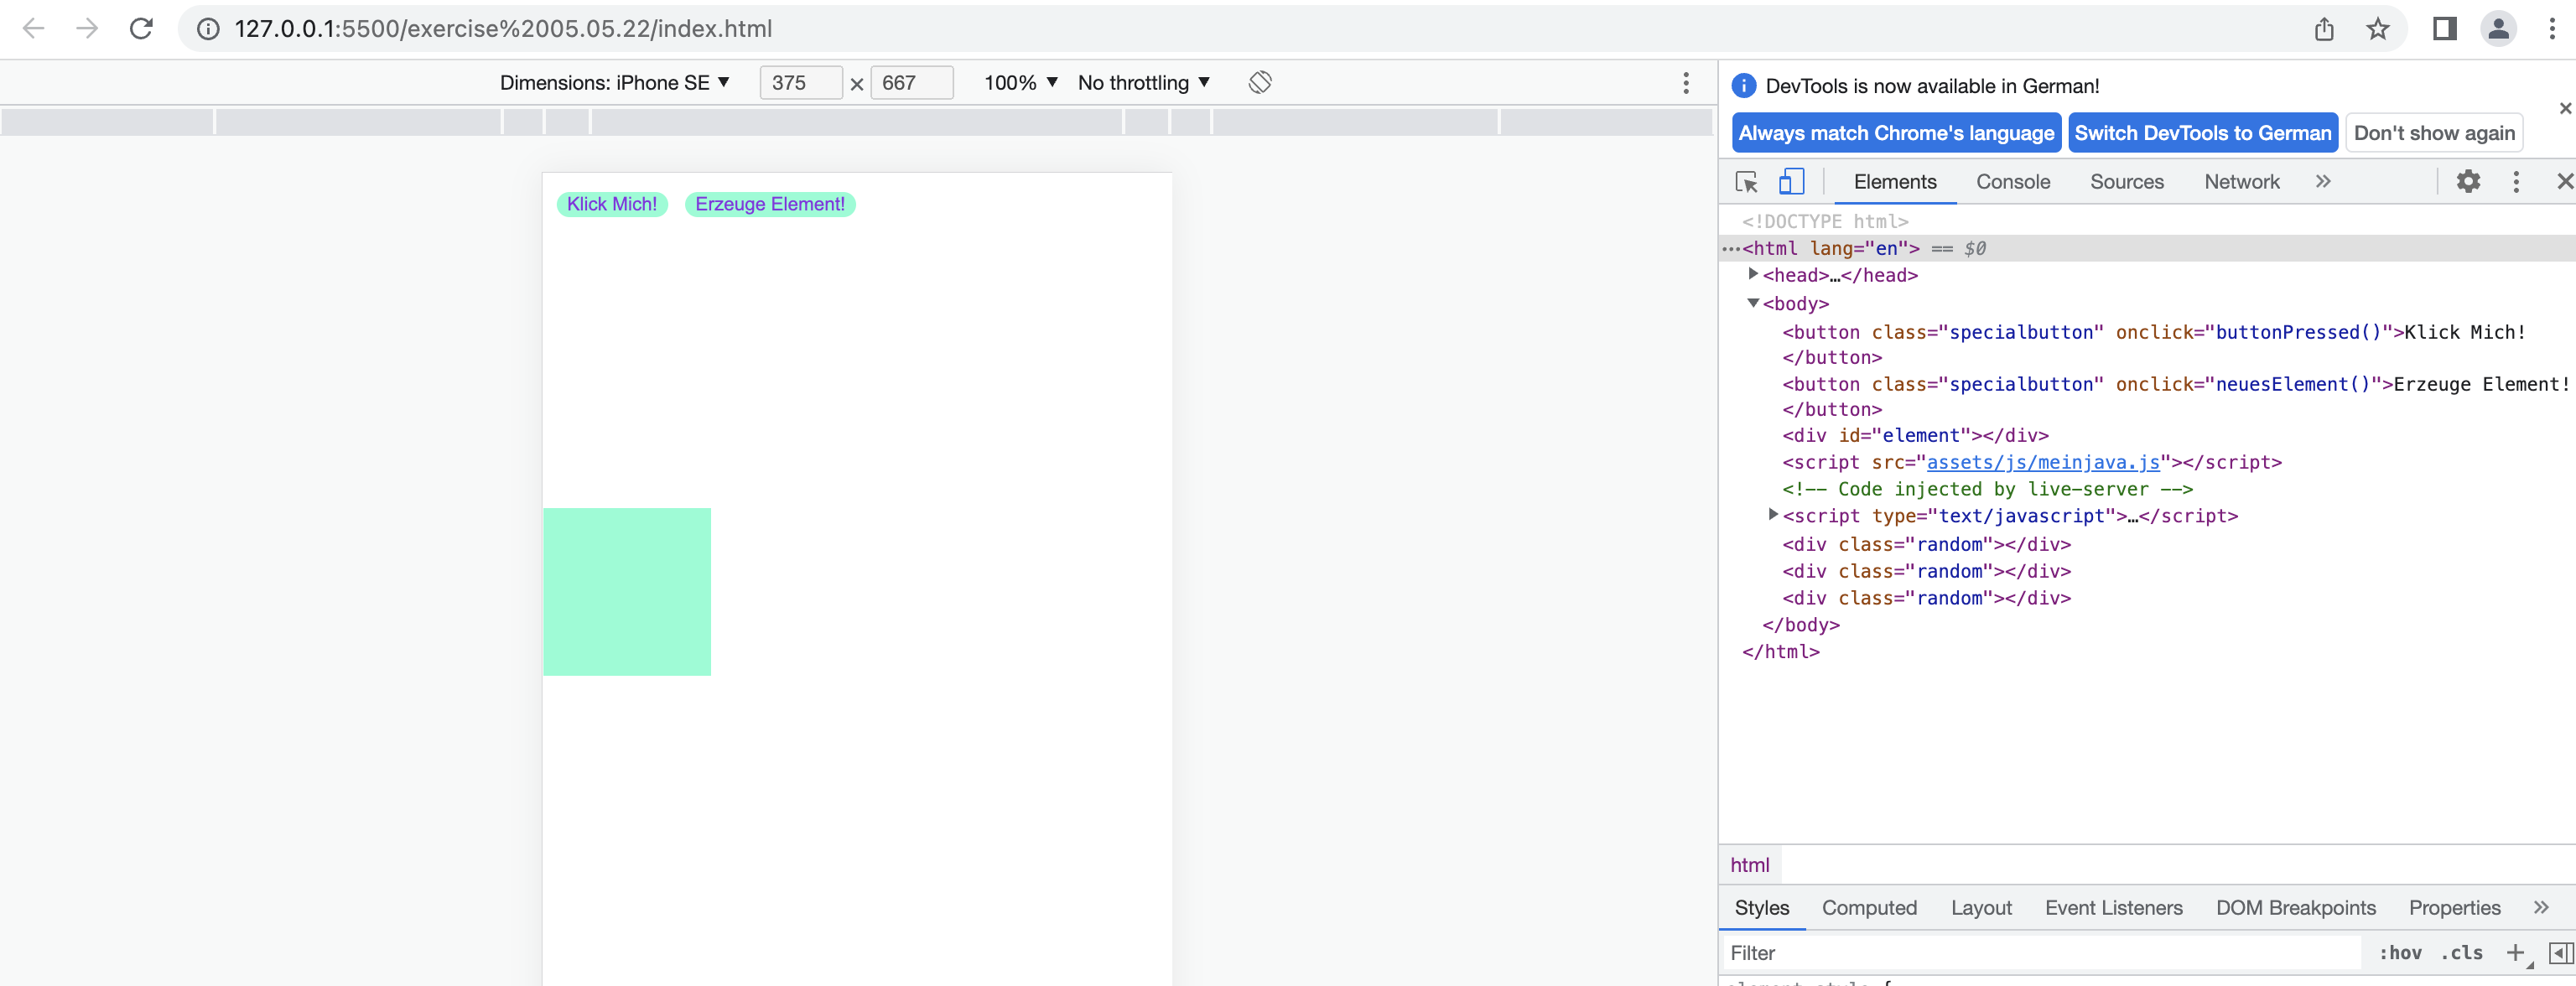 127.0.0.1:5500/exercise%2005.05.22/index.html
Dimensions: iPhone SE ▼ 375 × 667 100% ▼ No throttling ▼
Klick Mich! Erzeuge Element!
DevTools is now available in German!
Always match Chrome's language Switch DevTools to German Don't show again
Elements Console Sources Network »
<!DOCTYPE html>
…<html lang="en"> == $0
<head>…</head>
<body>
<button class="specialbutton" onclick="buttonPressed()">Klick Mich!
</button>
<button class="specialbutton" onclick="neuesElement()">Erzeuge Element!
</button>
<div id="element"></div>
<script src="assets/js/meinjava.js"></script>
<!-- Code injected by live-server -->
<script type="text/javascript">…</script>
<div class="random"></div>
<div class="random"></div>
<div class="random"></div>
</body>
</html>
html
Styles Computed Layout Event Listeners DOM Breakpoints Properties »
Filter :hov .cls +
element.style {